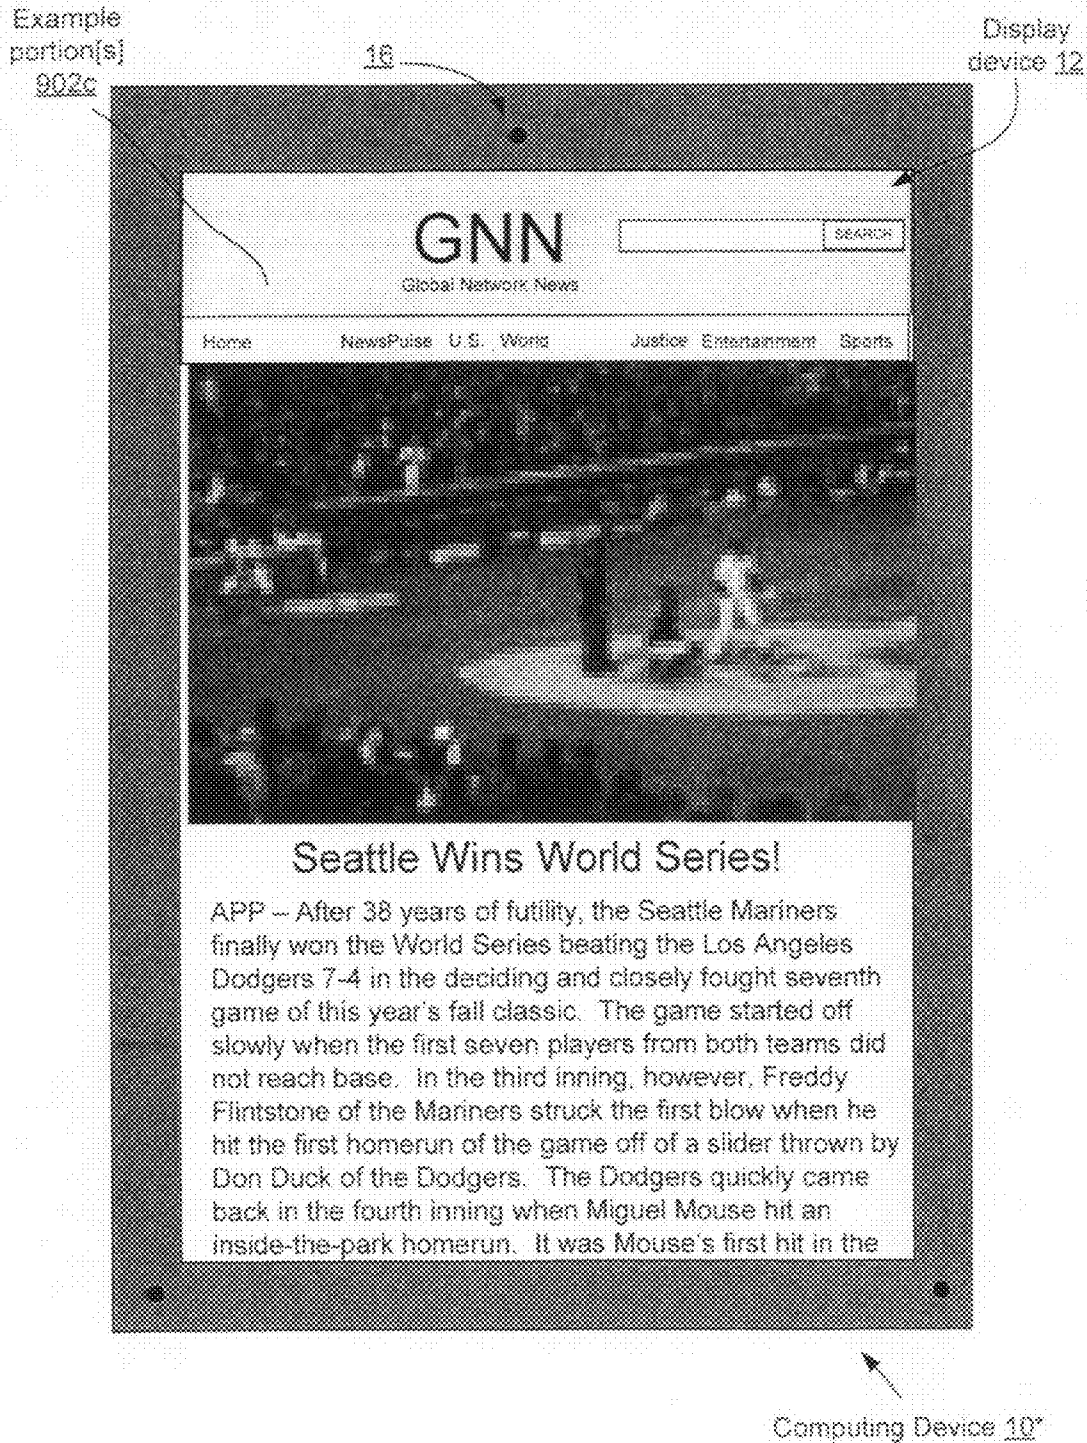 Example
portion[s]
902c
16
Display
device 12
GNN
Global Network News
SEARCH
Home NewsPulse U.S. World Justice Entertainment Sports
Seattle Wins World Series!
APP – After 38 years of futility, the Seattle Mariners
finally won the World Series beating the Los Angeles
Dodgers 7-4 in the deciding and closely fought seventh
game of this year's fall classic. The game started off
slowly when the first seven players from both teams did
not reach base. In the third inning, however, Freddy
Flintstone of the Mariners struck the first blow when he
hit the first homerun of the game off of a slider thrown by
Don Duck of the Dodgers. The Dodgers quickly came
back in the fourth inning when Miguel Mouse hit an
inside-the-park homerun. It was Mouse's first hit in the
Computing Device 10*